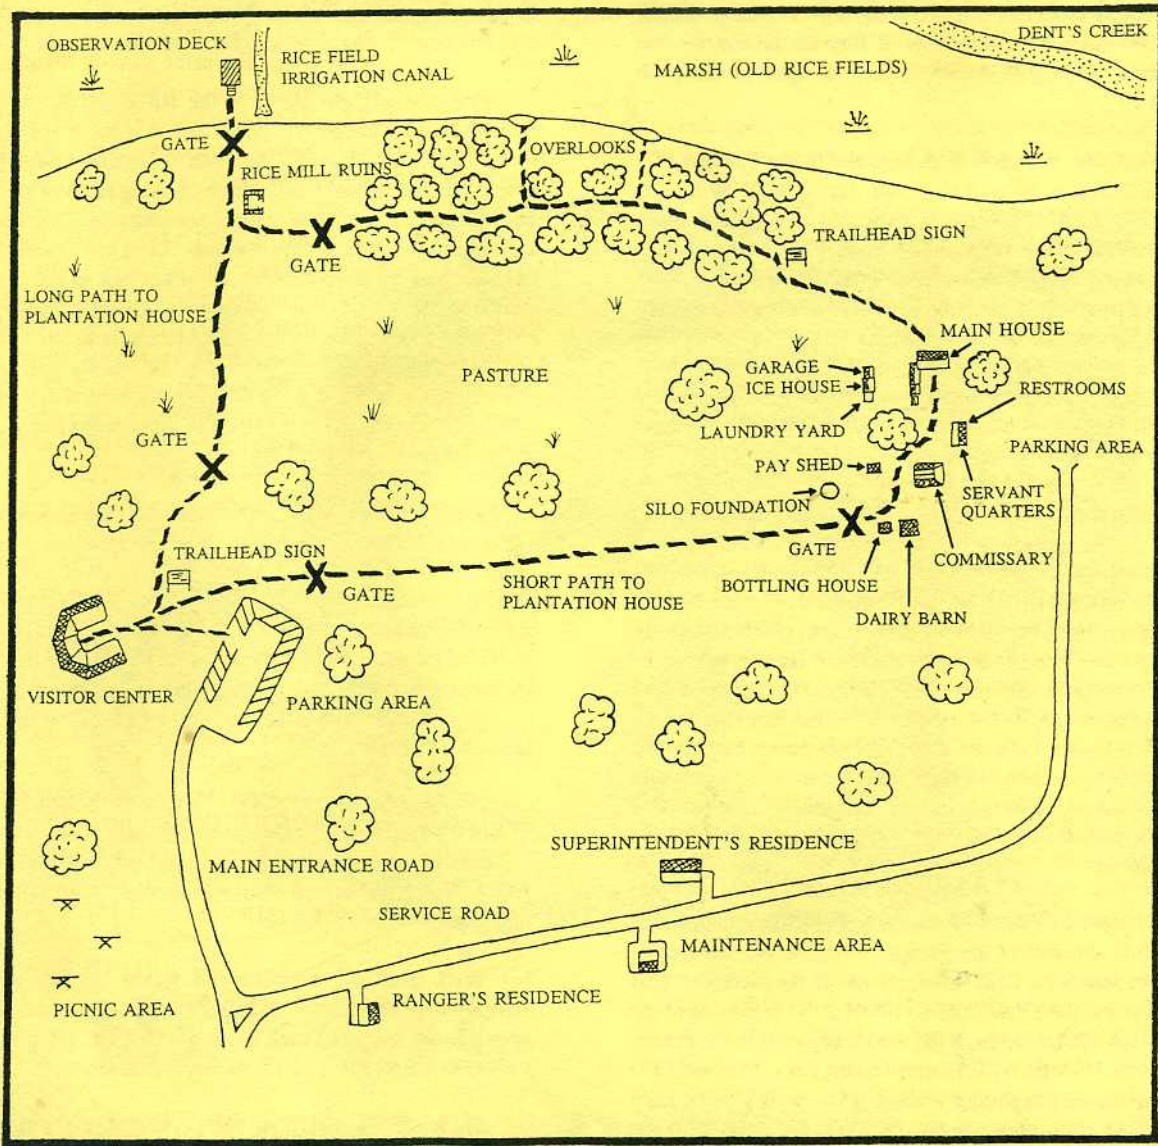 OBSERVATION DECK
RICE FIELD
IRRIGATION CANAL
MARSH (OLD RICE FIELDS)
DENT'S CREEK
GATE
RICE MILL RUINS
OVERLOOKS
GATE
TRAILHEAD SIGN
LONG PATH TO
PLANTATION HOUSE
PASTURE
MAIN HOUSE
GARAGE
ICE HOUSE
RESTROOMS
LAUNDRY YARD
GATE
PARKING AREA
PAY SHED
SILO FOUNDATION
SERVANT
QUARTERS
GATE
COMMISSARY
TRAILHEAD SIGN
GATE
SHORT PATH TO
PLANTATION HOUSE
BOTTLING HOUSE
DAIRY BARN
VISITOR CENTER
PARKING AREA
SUPERINTENDENT'S RESIDENCE
MAIN ENTRANCE ROAD
SERVICE ROAD
MAINTENANCE AREA
PICNIC AREA
RANGER'S RESIDENCE